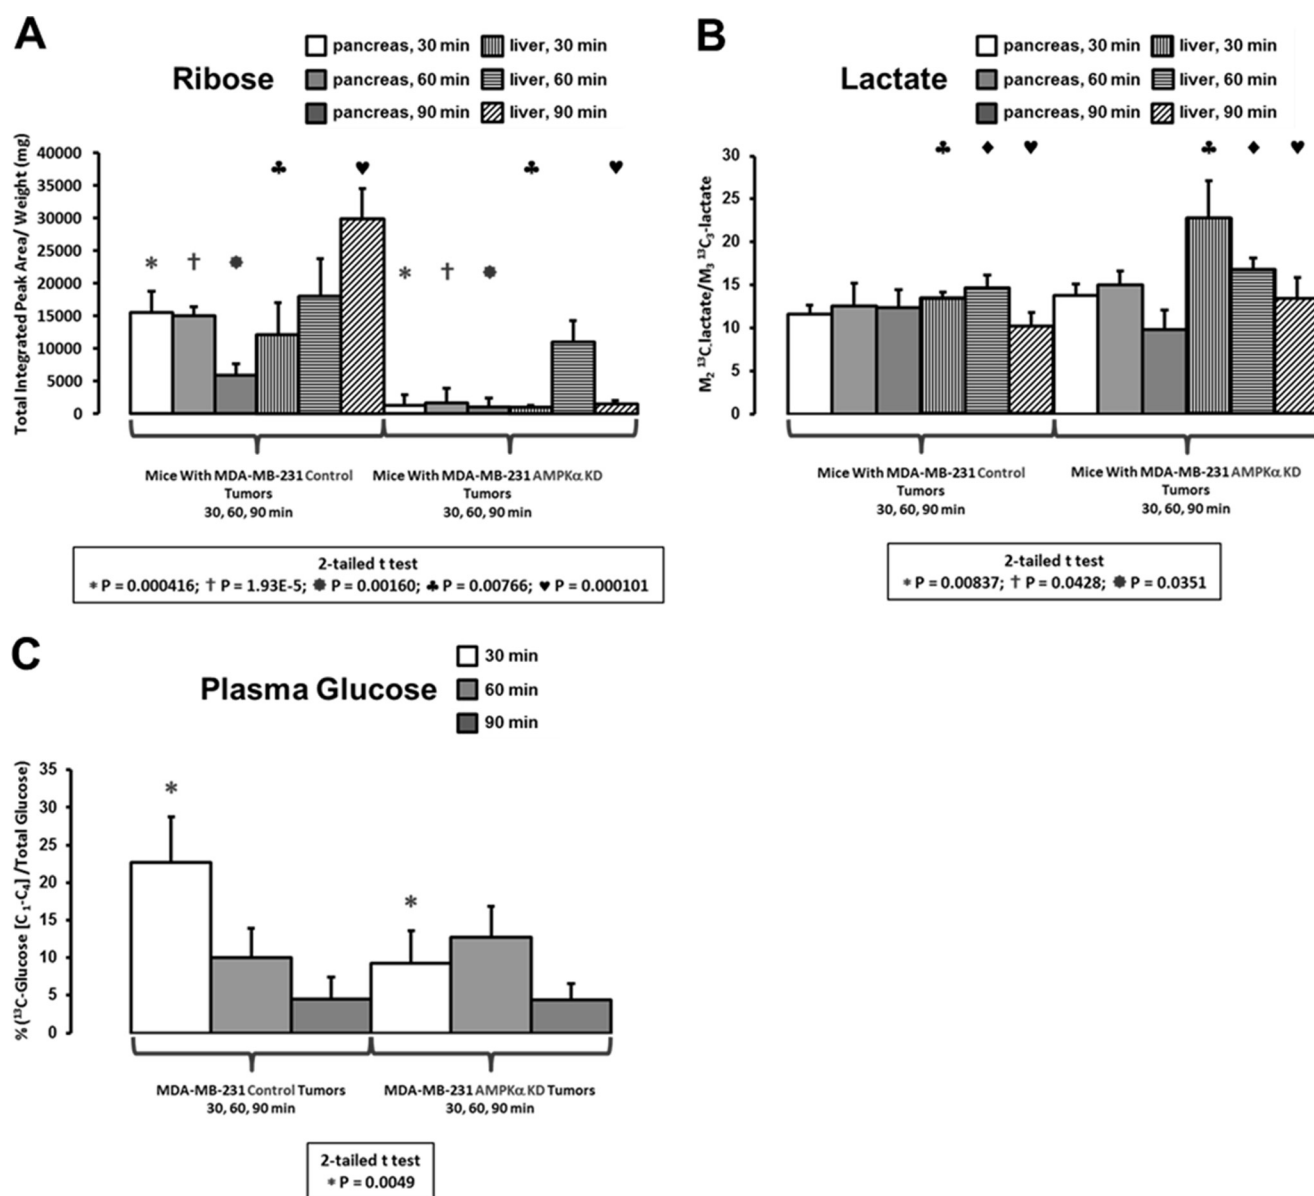 A
Ribose
pancreas, 30 min
liver, 30 min
pancreas, 60 min
liver, 60 min
pancreas, 90 min
liver, 90 min
Total Integrated Peak Area/ Weight (mg)
40000
35000
30000
25000
20000
15000
10000
5000
0
♣ ♥ ♣ ♥
* † ✹ * † ✹
Mice With MDA-MB-231 Control
Tumors
30, 60, 90 min
Mice With MDA-MB-231 AMPKα KD
Tumors
30, 60, 90 min
2-tailed t test
* P = 0.000416; † P = 1.93E-5; ✹ P = 0.00160; ♣ P = 0.00766; ♥ P = 0.000101
B
Lactate
pancreas, 30 min
liver, 30 min
pancreas, 60 min
liver, 60 min
pancreas, 90 min
liver, 90 min
M₂ ¹³C-lactate/M₃ ¹³C₃-lactate
30
25
20
15
10
5
0
♣ ♦ ♥ ♣ ♦ ♥
Mice With MDA-MB-231 Control
Tumors
30, 60, 90 min
Mice With MDA-MB-231 AMPKα KD
Tumors
30, 60, 90 min
2-tailed t test
* P = 0.00837; † P = 0.0428; ✹ P = 0.0351
C
Plasma Glucose
30 min
60 min
90 min
% (¹³C-Glucose [C₁-C₄] /Total Glucose)
35
30
25
20
15
10
5
0
* *
MDA-MB-231 Control Tumors
30, 60, 90 min
MDA-MB-231 AMPKα KD Tumors
30, 60, 90 min
2-tailed t test
* P = 0.0049